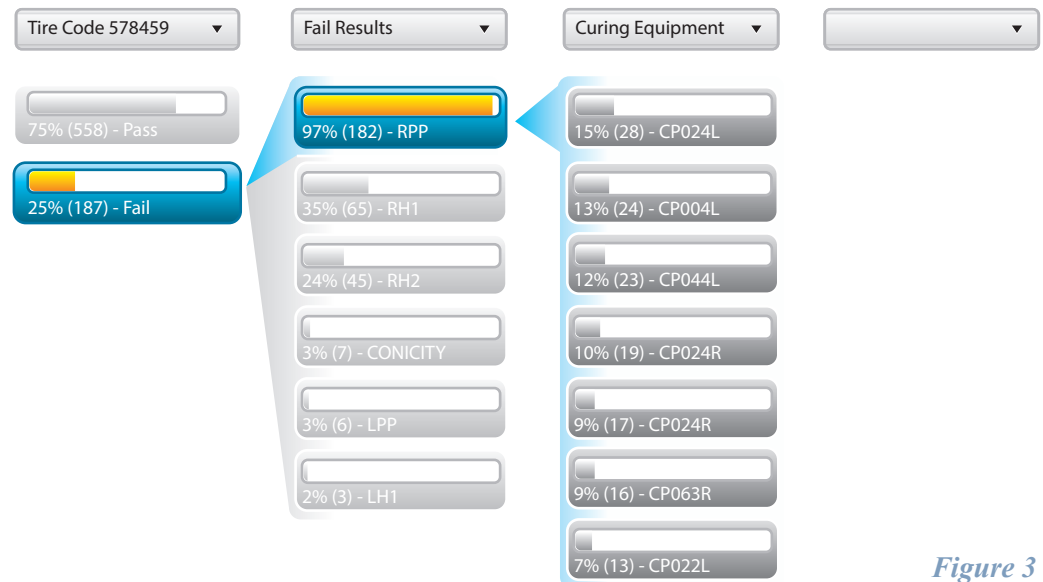 Tire Code 578459
Fail Results
Curing Equipment
75% (558) - Pass
25% (187) - Fail
97% (182) - RPP
35% (65) - RH1
24% (45) - RH2
3% (7) - CONICITY
3% (6) - LPP
2% (3) - LH1
15% (28) - CP024L
13% (24) - CP004L
12% (23) - CP044L
10% (19) - CP024R
9% (17) - CP024R
9% (16) - CP063R
7% (13) - CP022L
Figure 3